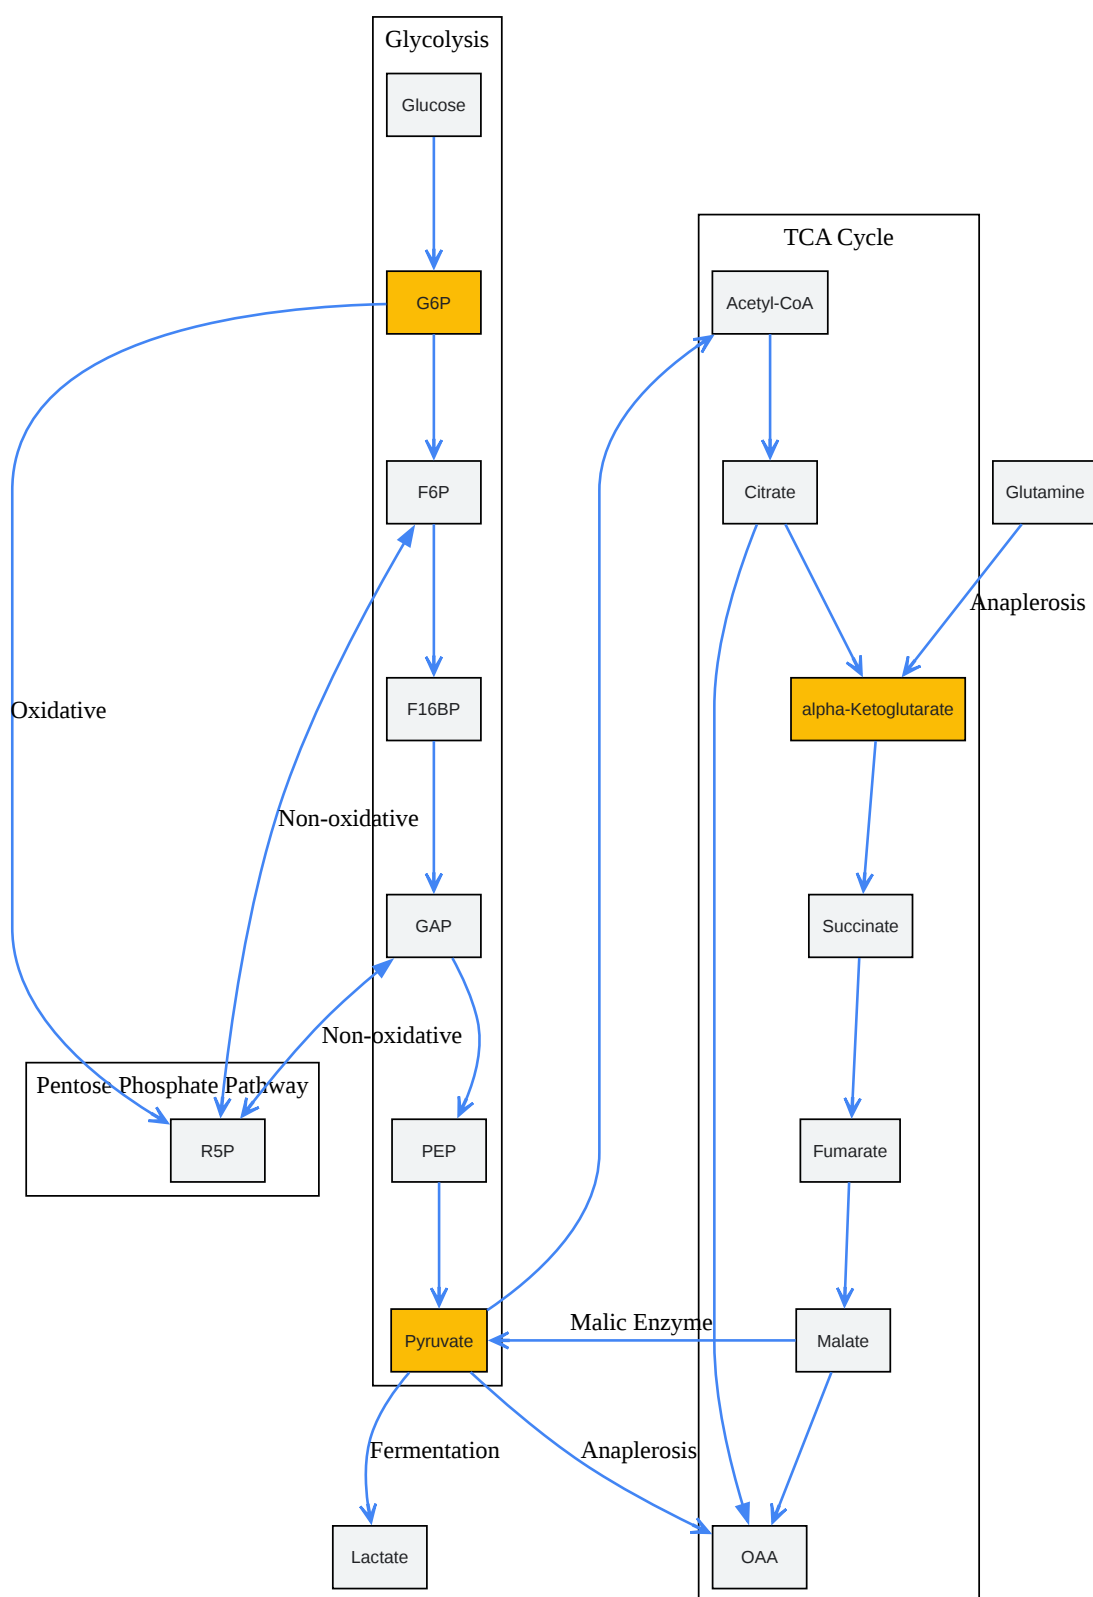 Glycolysis
Glucose
TCA Cycle
G6P
Acetyl-CoA
F6P
Citrate
Glutamine
Anaplerosis
F16BP
alpha-Ketoglutarate
Oxidative
Non-oxidative
GAP
Succinate
Non-oxidative
Pentose Phosphate Pathway
R5P
PEP
Fumarate
Malic Enzyme
Pyruvate
Malate
Fermentation
Anaplerosis
Lactate
OAA